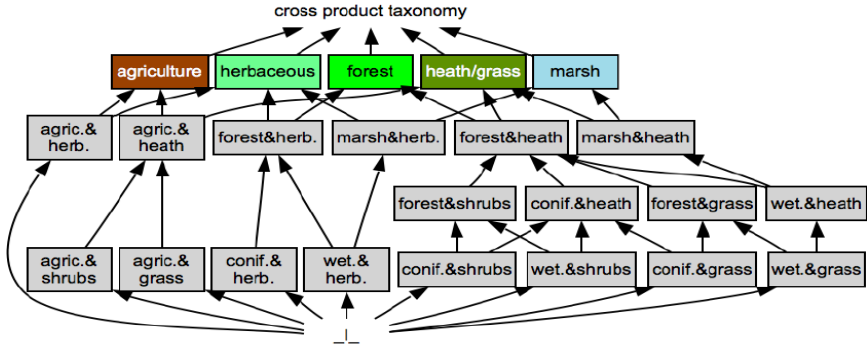 cross product taxonomy
agriculture
herbaceous
forest
heath/grass
marsh
agric.&
herb.
agric.&
heath
forest&herb.
marsh&herb.
forest&heath
marsh&heath
forest&shrubs
conif.&heath
forest&grass
wet.&heath
agric.&
shrubs
agric.&
grass
conif.&
herb.
wet.&
herb.
conif.&shrubs
wet.&shrubs
conif.&grass
wet.&grass
_|_